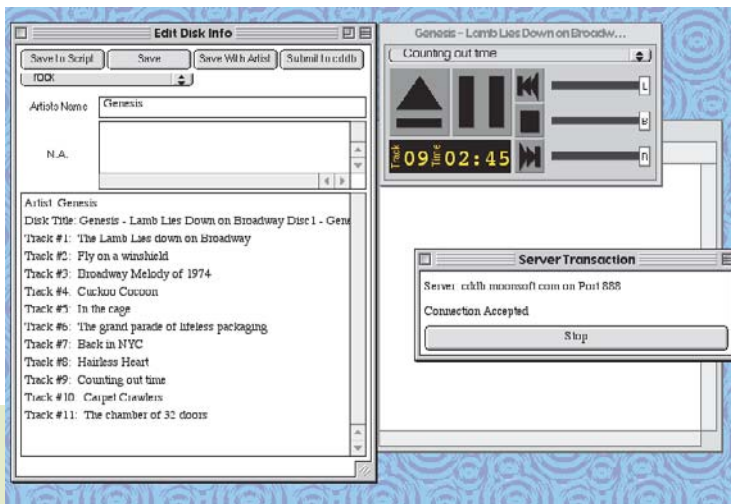 Edit Disk Info
Save to Script
Save
Save With Artist
Submit to cddb
rock
Artists Name
Genesis
N.A.
Artist: Genesis
Disk Title: Genesis - Lamb Lies Down on Broadway Disc 1 - Gene
Track #1: The Lamb Lies down on Broadway
Track #2: Fly on a winshield
Track #3: Broadway Melody of 1974
Track #4: Cuckoo Cocoon
Track #5: In the cage
Track #6: The grand parade of lifeless packaging
Track #7: Back in NYC
Track #8: Hairless Heart
Track #9: Counting out time
Track #10: Carpet Crawlers
Track #11: The chamber of 32 doors
Genesis - Lamb Lies Down on Broadw...
Counting out time
Track 09 Time 02:45
L
R
Server Transaction
Server: cddb.moonsoft.com on Port 888
Connection Accepted
Stop